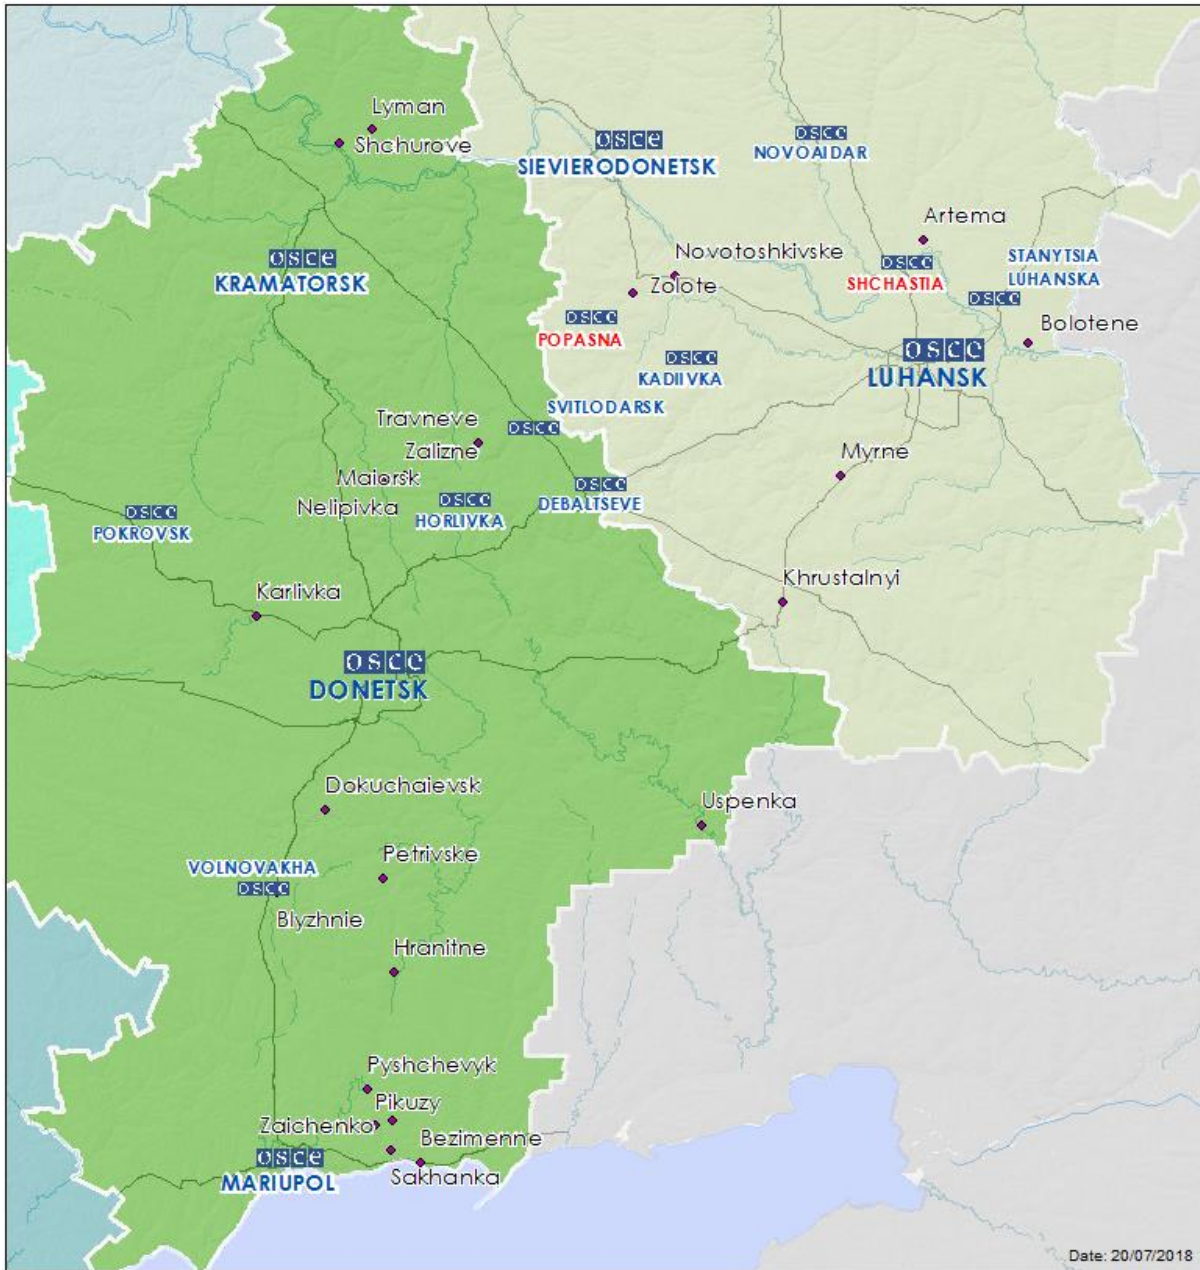 Lyman
Shchurove
OSCE
SIEVIERODONETSK
OSCE
NOVOAIDAR
Artema
OSCE
KRAMATORSK
Novotoshkivske
Zolote
OSCE
SHCHASTIA
STANYTSIA
LUHANSKA
OSCE
OSCE
POPASNA
Bolotene
OSCE
KADIIVKA
OSCE
LUHANSK
Travneve
Zalizne
SVITLODARSK
OSCE
Maiorsk
Nelipivka
Myrne
OSCE
HORLIVKA
OSCE
DEBALTSEVE
OSCE
POKROVSK
Karlivka
Khrustalnyi
OSCE
DONETSK
Dokuchaievsk
Uspenka
VOLNOVAKHA
OSCE
Petrivske
Blyzhnie
Hranitne
Pyshchevyk
Pikuzy
Zaichenko
Bezimenne
OSCE
MARIUPOL
Sakhanka
Date: 20/07/2018